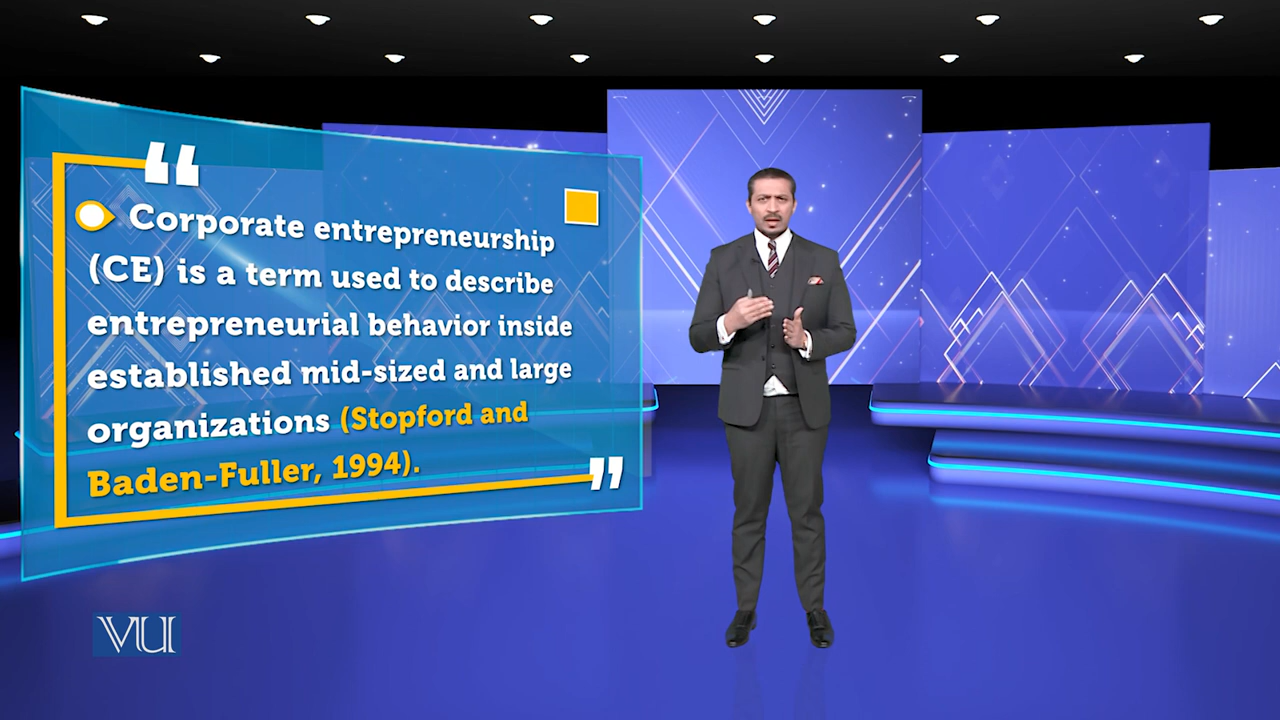 “
Corporate entrepreneurship
(CE) is a term used to describe
entrepreneurial behavior inside
established mid-sized and large
organizations (Stopford and
Baden-Fuller, 1994).
”
VU